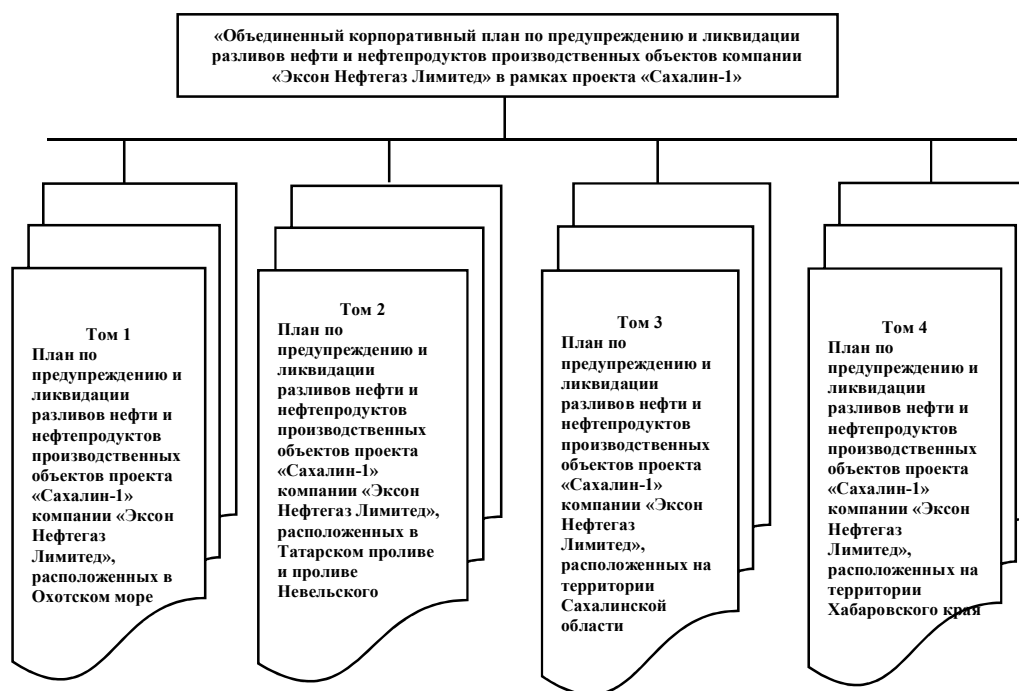 «Объединенный корпоративный план по предупреждению и ликвидации
разливов нефти и нефтепродуктов производственных объектов компании
«Эксон Нефтегаз Лимитед» в рамках проекта «Сахалин-1»
Том 1
План по
предупреждению и
ликвидации
разливов нефти и
нефтепродуктов
производственных
объектов проекта
«Сахалин-1»
компании «Эксон
Нефтегаз
Лимитед»,
расположенных в
Охотском море
Том 2
План по
предупреждению и
ликвидации
разливов нефти и
нефтепродуктов
производственных
объектов проекта
«Сахалин-1»
компании «Эксон
Нефтегаз Лимитед»,
расположенных в
Татарском проливе
и проливе
Невельского
Том 3
План по
предупреждению и
ликвидации
разливов нефти и
нефтепродуктов
производственных
объектов проекта
«Сахалин-1»
компании «Эксон
Нефтегаз
Лимитед»,
расположенных на
территории
Сахалинской
области
Том 4
План по
предупреждению и
ликвидации
разливов нефти и
нефтепродуктов
производственных
объектов проекта
«Сахалин-1»
компании «Эксон
Нефтегаз
Лимитед»,
расположенных на
территории
Хабаровского края